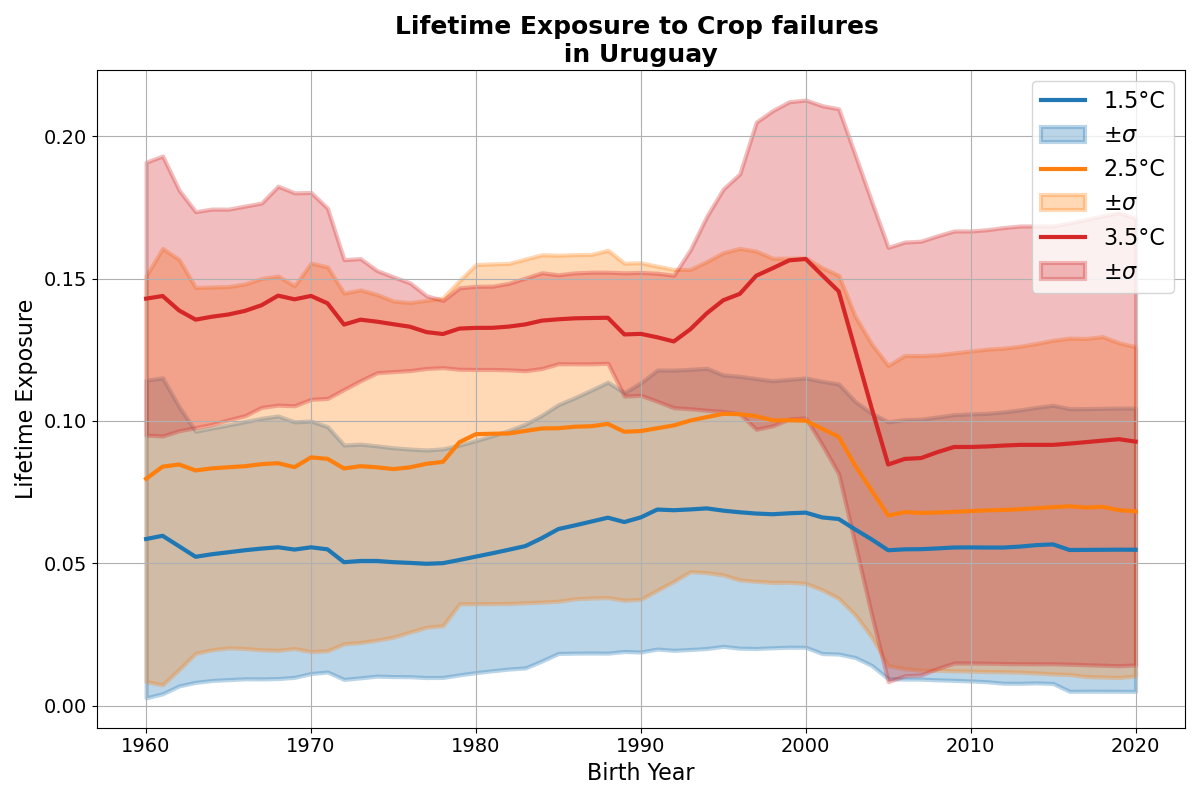 Lifetime Exposure to Crop failures
in Uruguay
1.5°C
±σ
2.5°C
±σ
3.5°C
±σ
Lifetime Exposure
0.20
0.15
0.10
0.05
0.00
1960 1970 1980 1990 2000 2010 2020
Birth Year